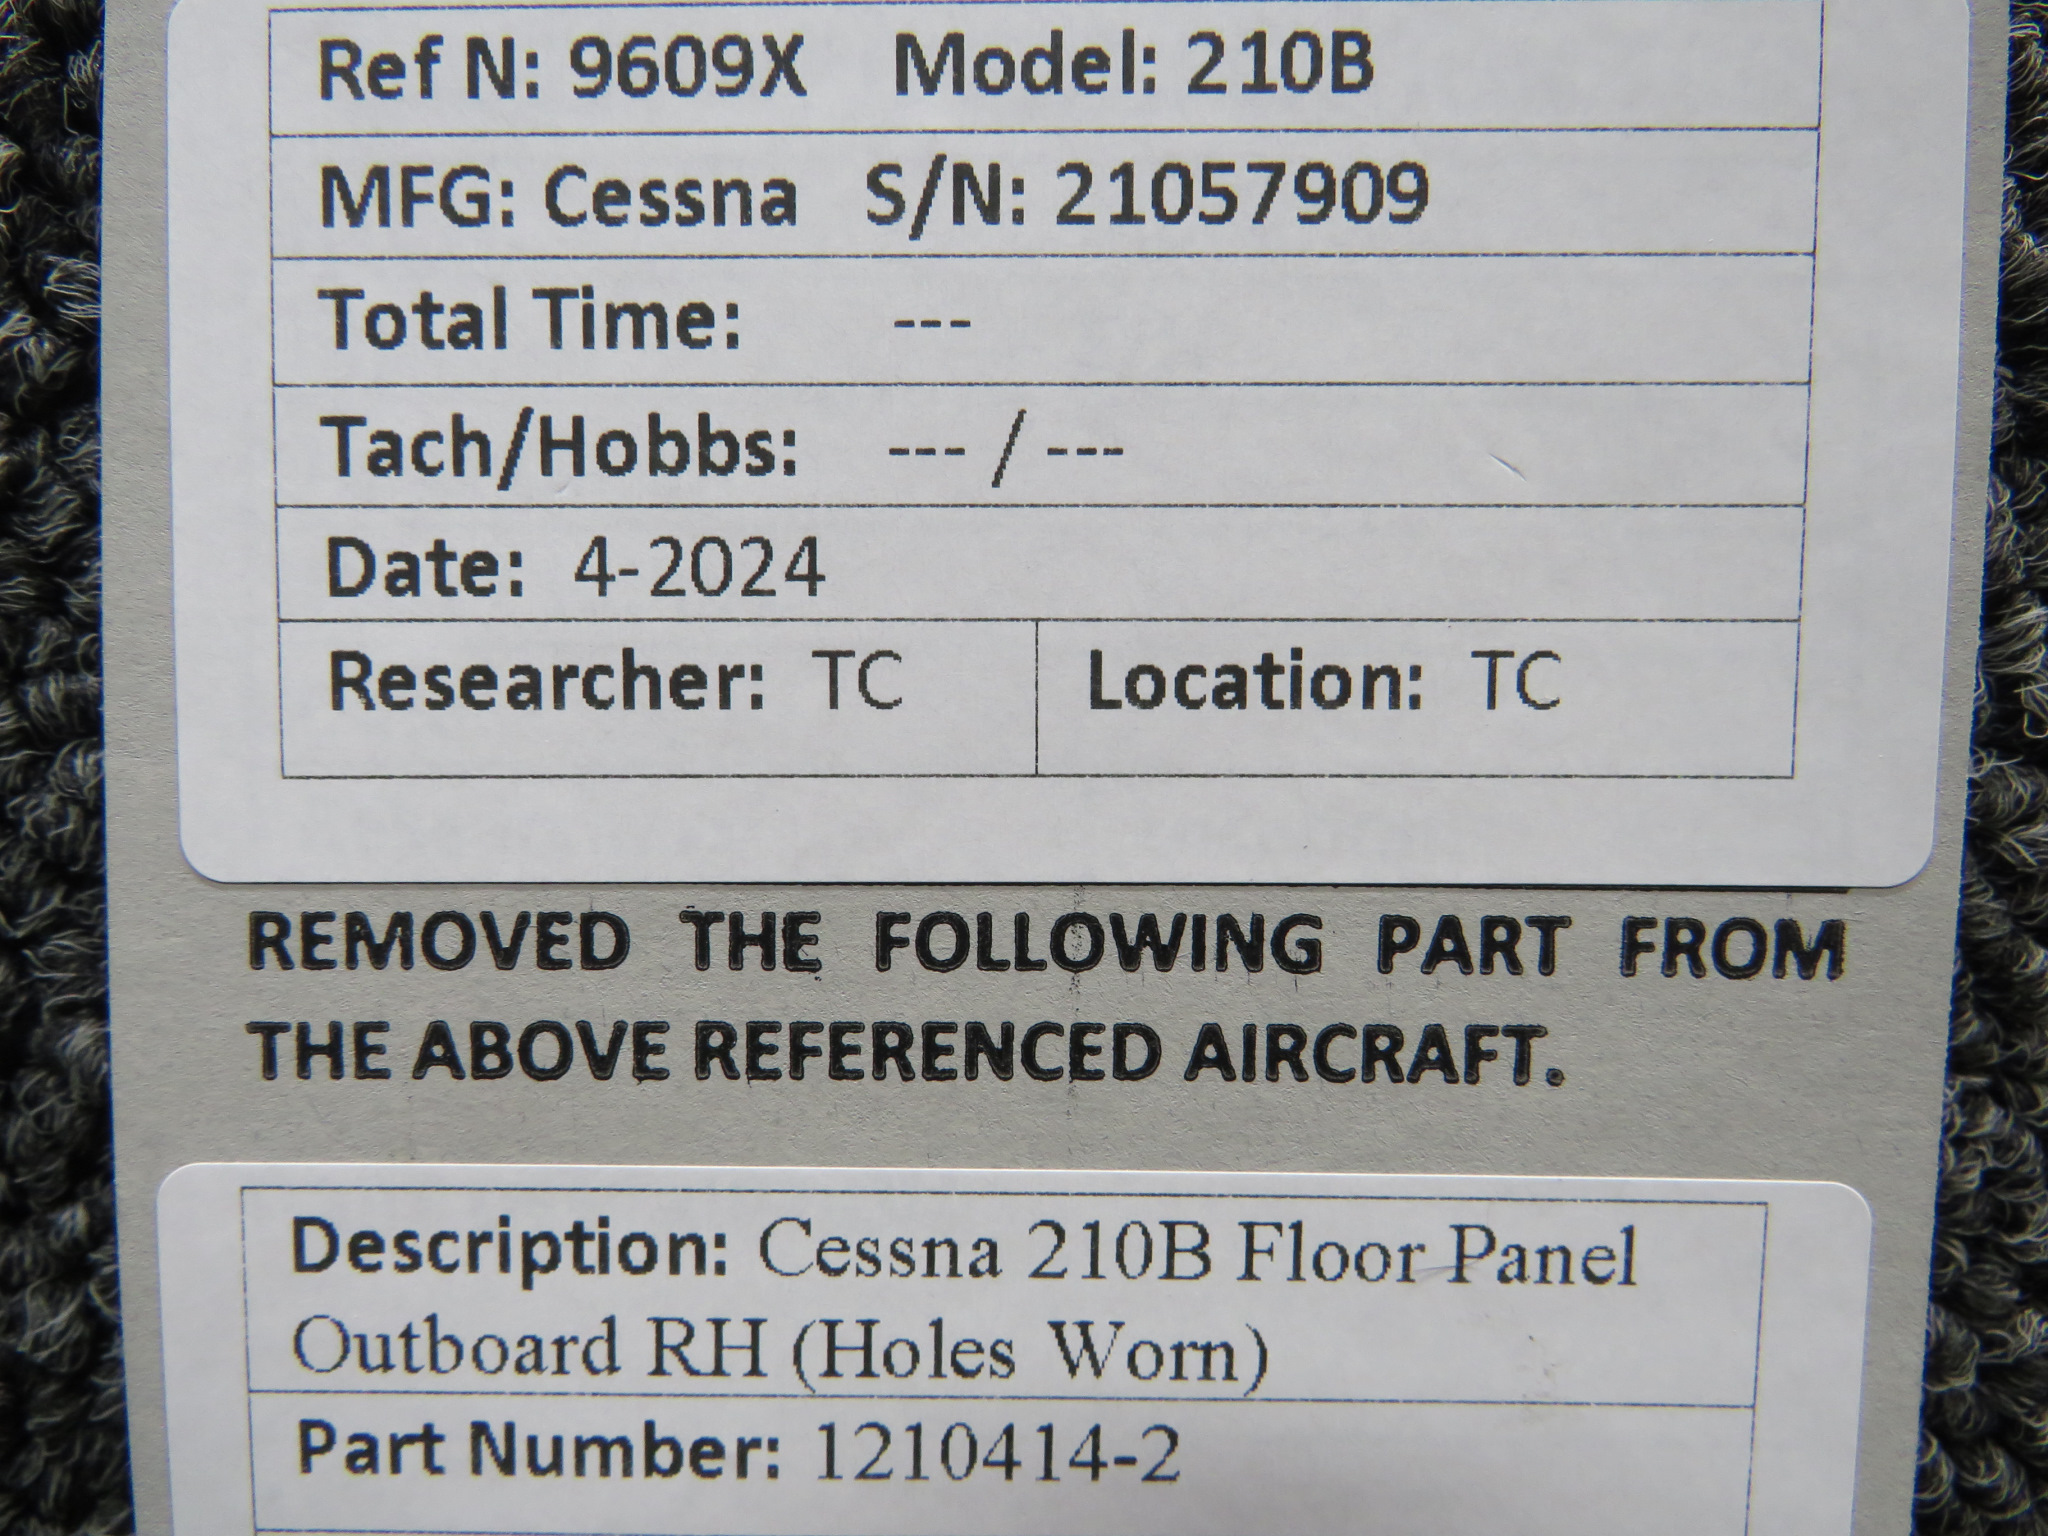 Ref N: 9609X Model: 210B
MFG: Cessna S/N: 21057909
Total Time: ---
Tach/Hobbs: --- / ---
Date: 4-2024
Researcher: TC Location: TC
REMOVED THE FOLLOWING PART FROM
THE ABOVE REFERENCED AIRCRAFT.
Description: Cessna 210B Floor Panel
Outboard RH (Holes Worn)
Part Number: 1210414-2